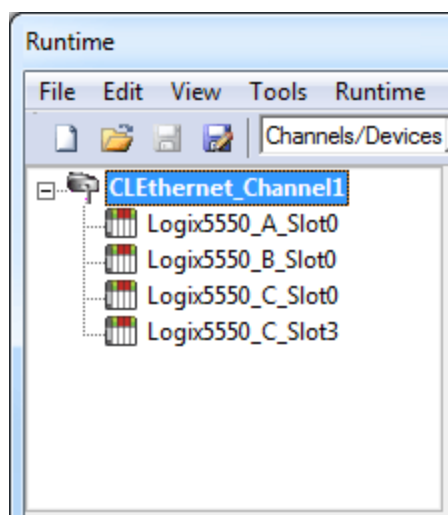 Runtime
File Edit View Tools Runtime
Channels/Devices
CLEthernet_Channel1
Logix5550_A_Slot0
Logix5550_B_Slot0
Logix5550_C_Slot0
Logix5550_C_Slot3